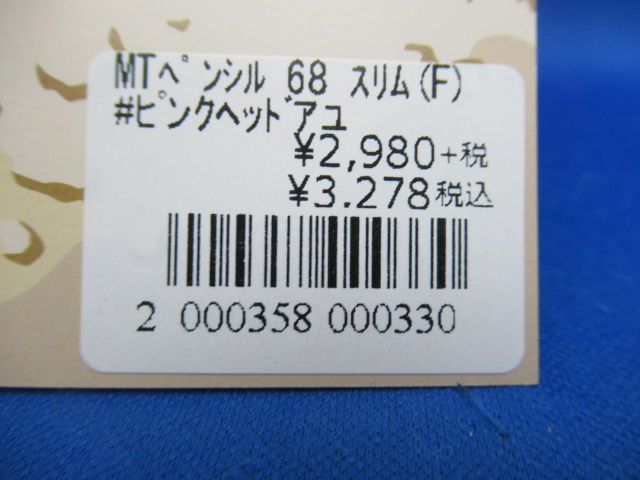 MTペンシル 68 スリム(F)
#ピンクヘッドアユ
¥2,980+税
¥3.278税込
2 000358 000330